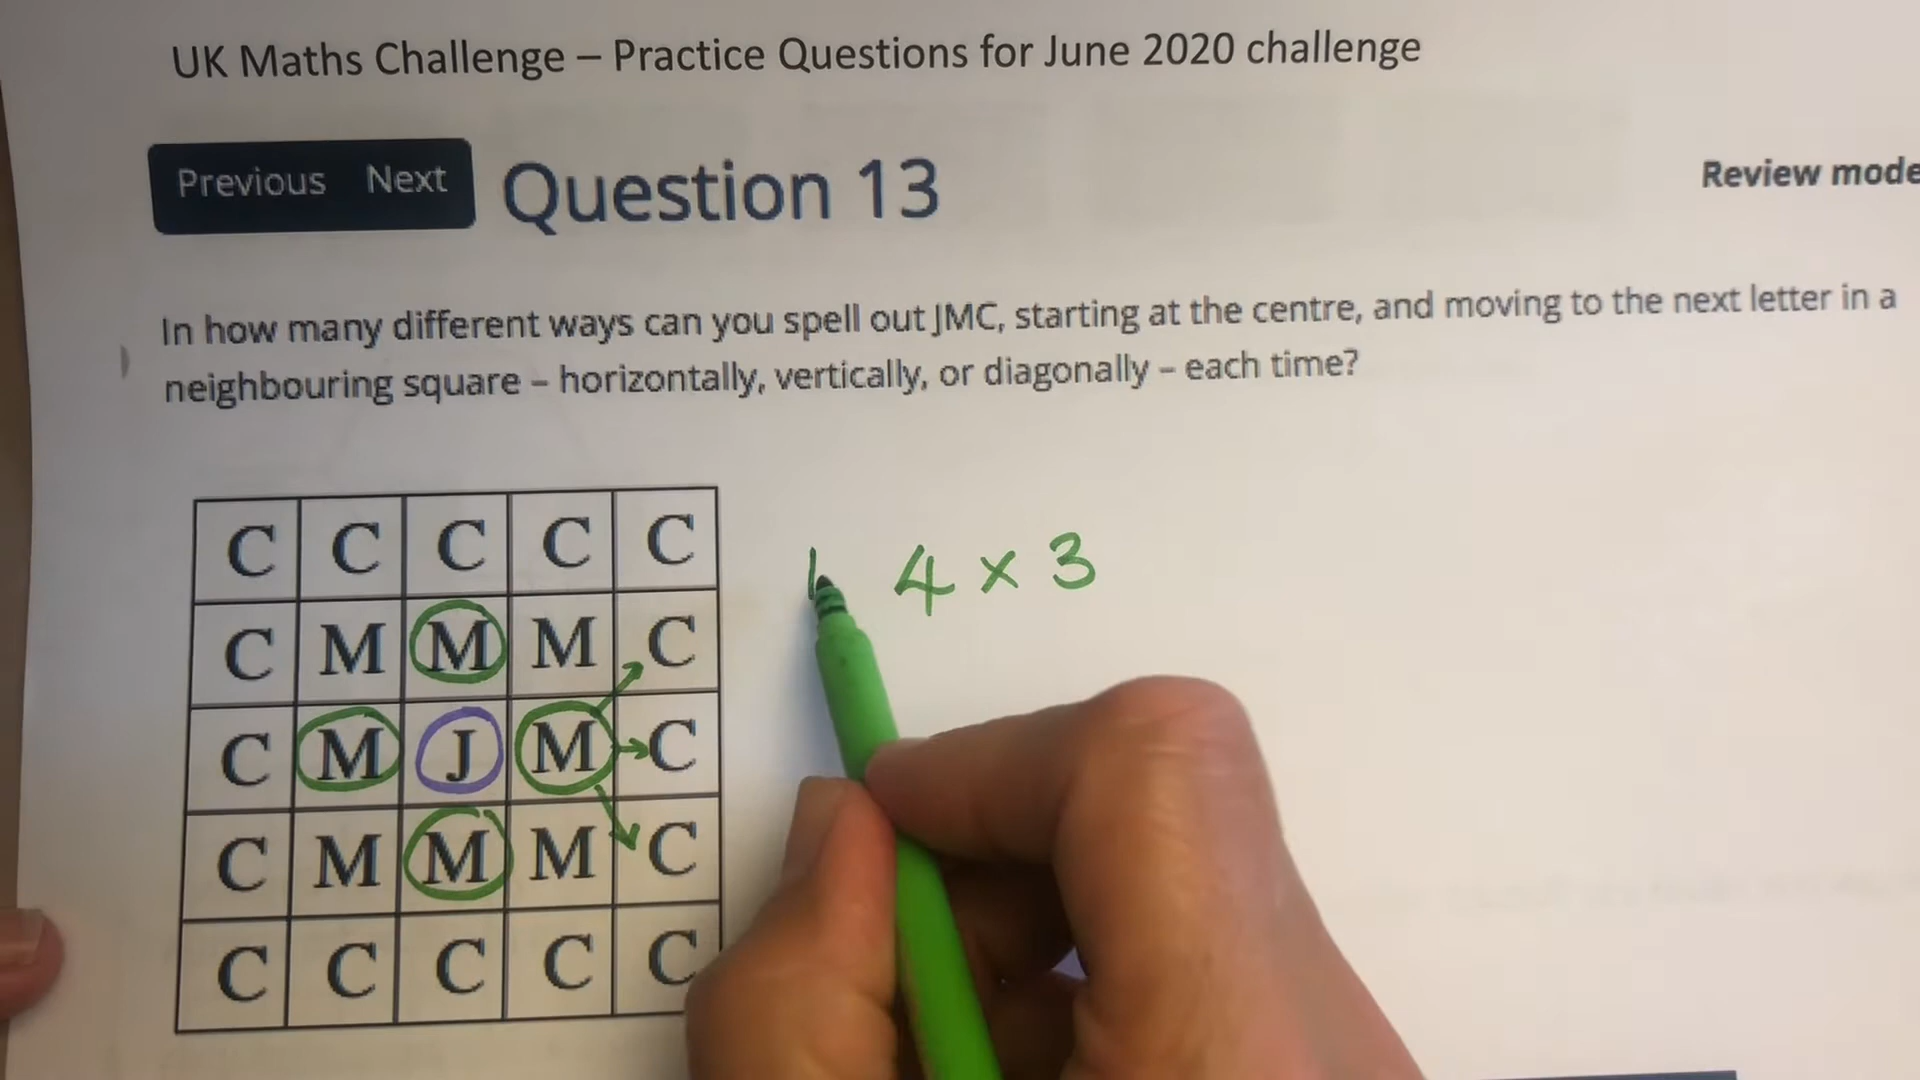 UK Maths Challenge – Practice Questions for June 2020 challenge
Previous Next Question 13 Review mode
In how many different ways can you spell out JMC, starting at the centre, and moving to the next letter in a
neighbouring square – horizontally, vertically, or diagonally – each time?
C C C C C
C M M M C
C M J M C
C M M M C
C C C C C
4 × 3